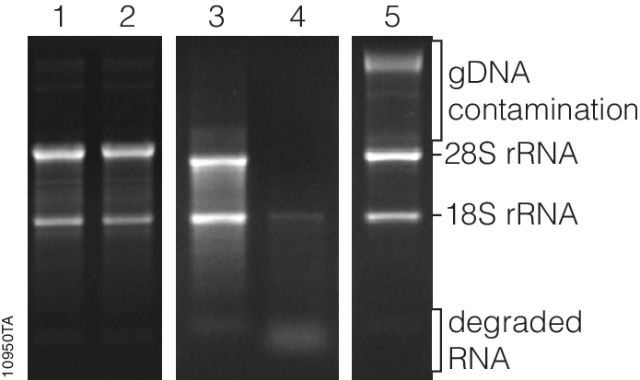 1 2 3 4 5
gDNA
contamination
28S rRNA
18S rRNA
degraded
RNA
10950TA